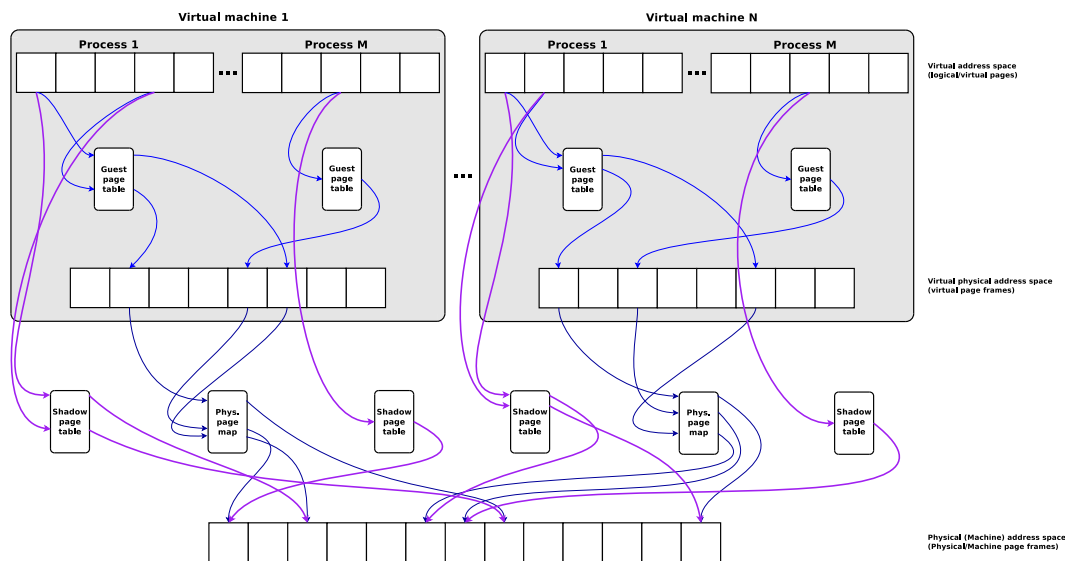 Virtual machine 1
Virtual machine N
Process 1
Process M
Process 1
Process M
Virtual address space
(logical/virtual pages)
Guest
page
table
Guest
page
table
Guest
page
table
Guest
page
table
Virtual physical address space
(virtual page frames)
Shadow
page
table
Phys.
page
map
Shadow
page
table
Shadow
page
table
Phys.
page
map
Shadow
page
table
Physical (Machine) address space
(Physical/Machine page frames)